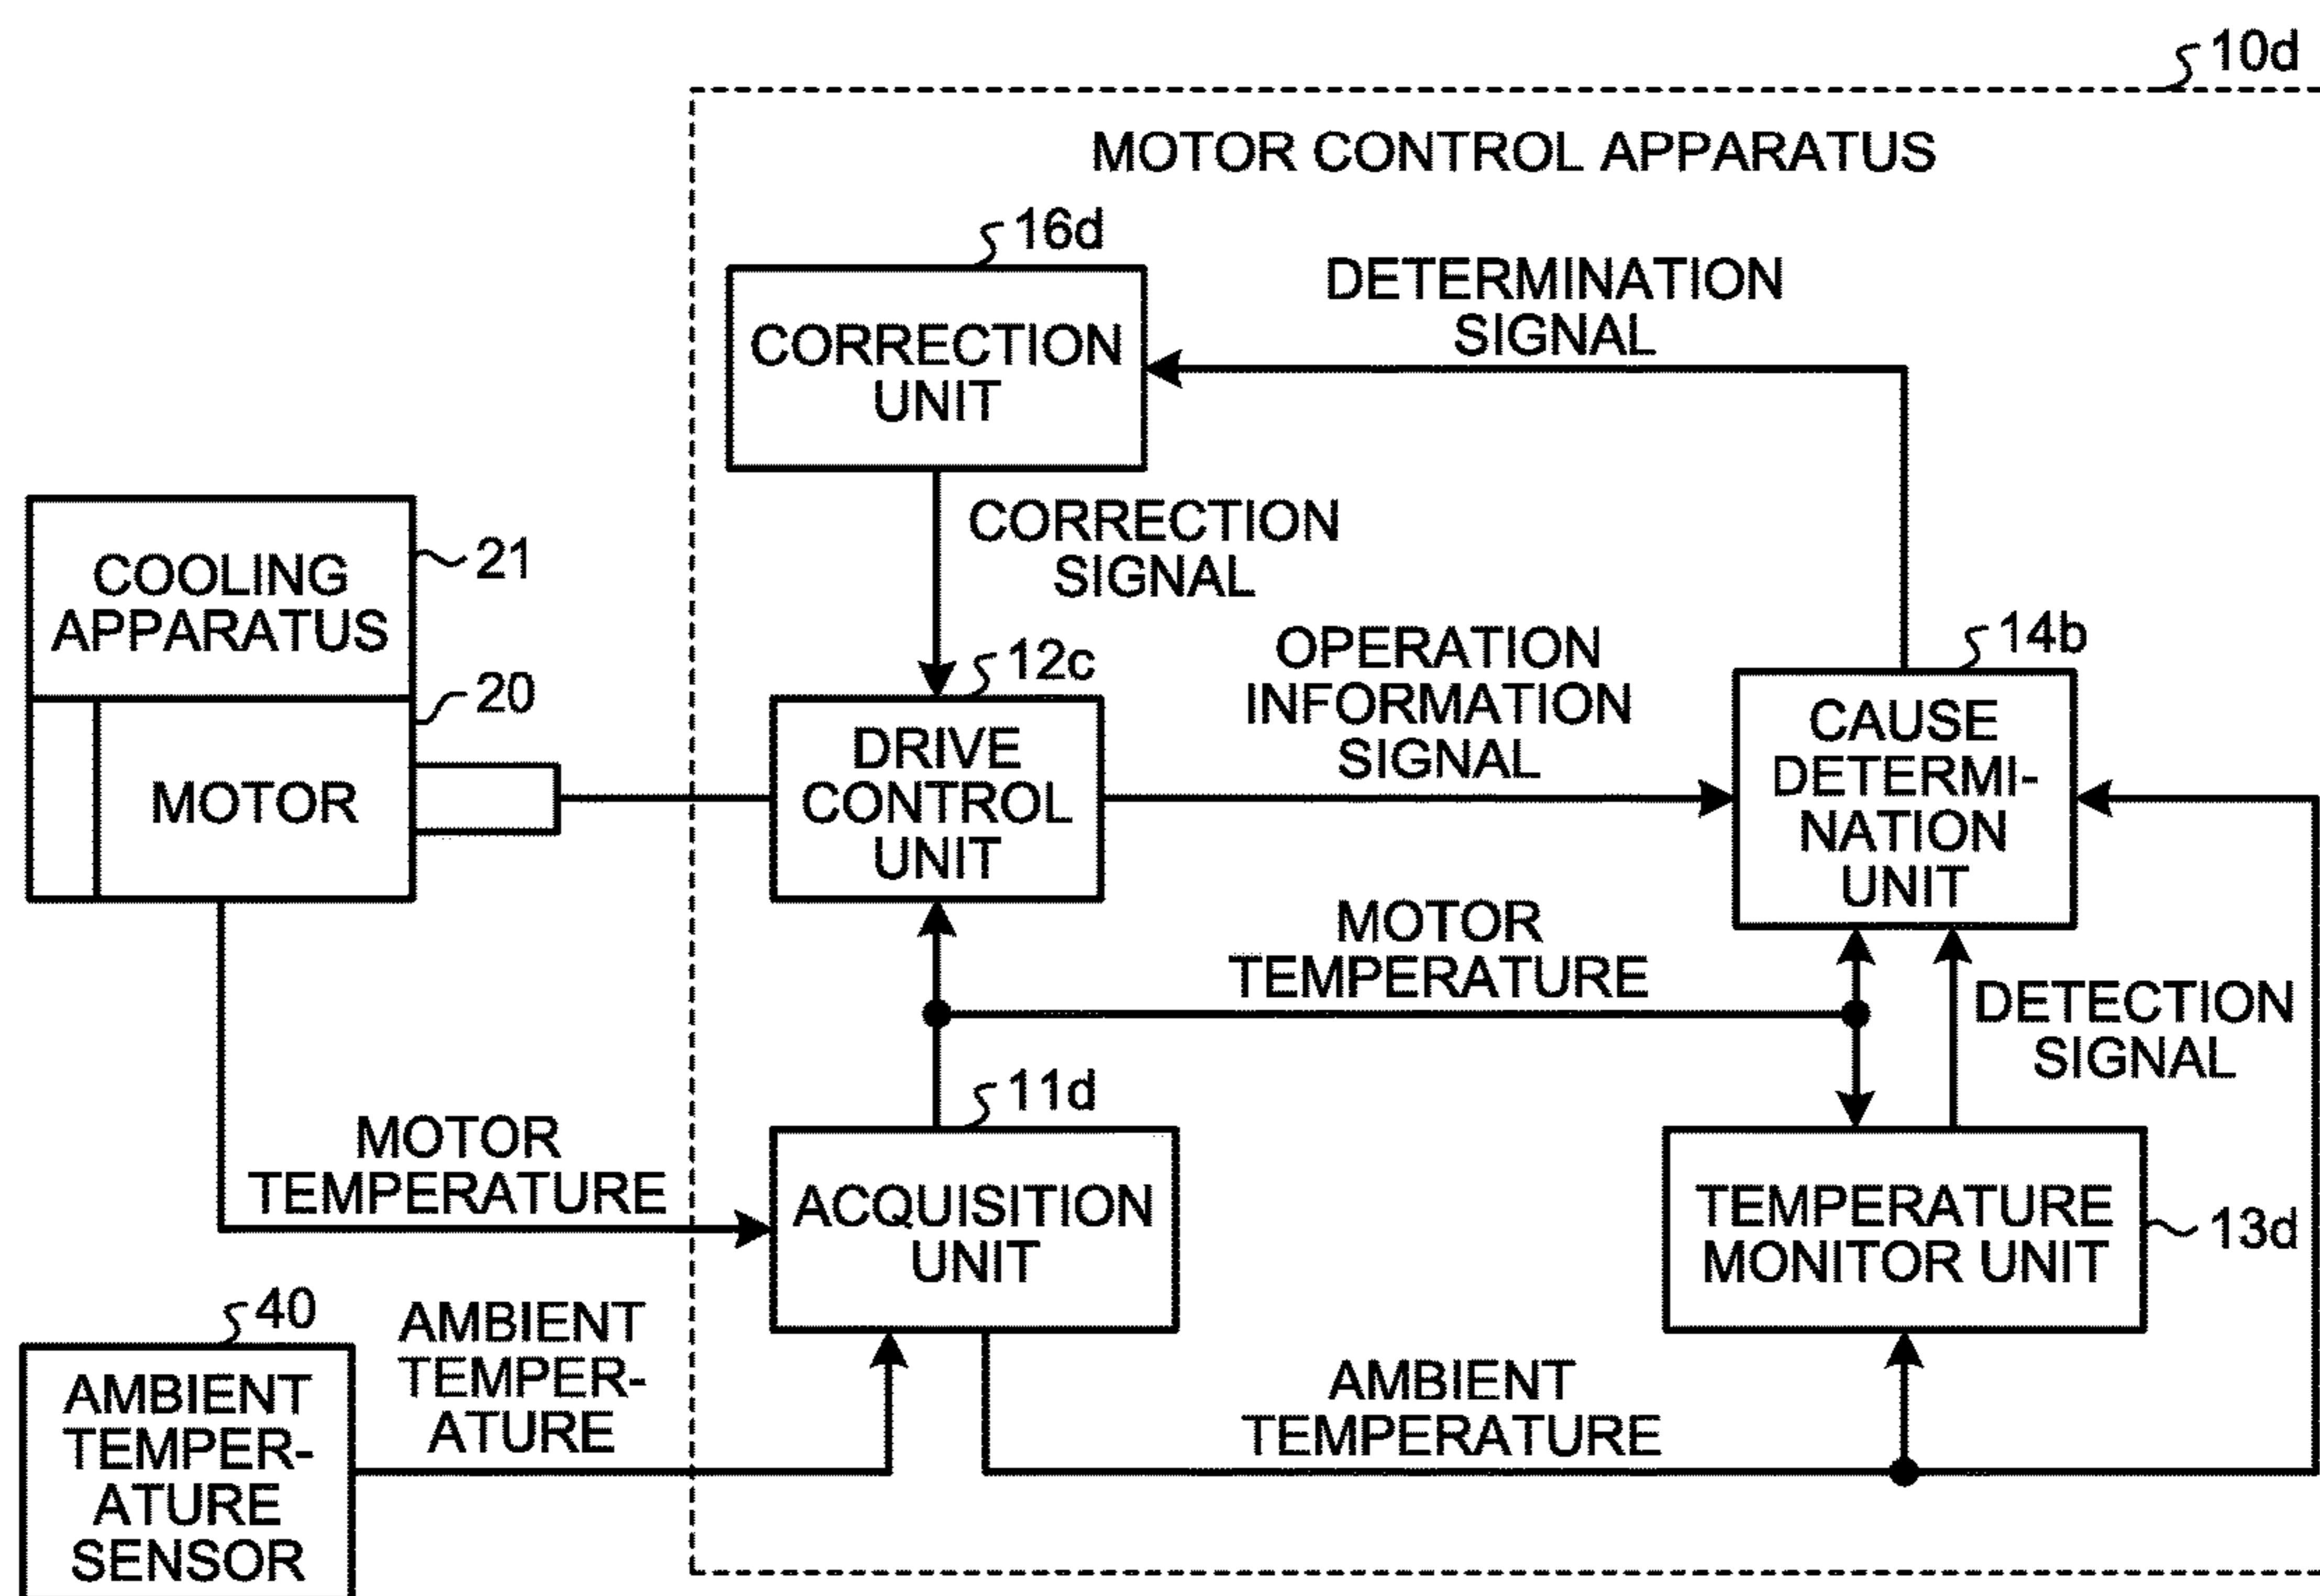 10d
MOTOR CONTROL APPARATUS
16d
CORRECTION
UNIT
DETERMINATION
SIGNAL
CORRECTION
SIGNAL
COOLING
APPARATUS
21
20
MOTOR
12c
DRIVE
CONTROL
UNIT
OPERATION
INFORMATION
SIGNAL
14b
CAUSE
DETERMI-
NATION
UNIT
MOTOR
TEMPERATURE
DETECTION
SIGNAL
11d
MOTOR
TEMPERATURE
ACQUISITION
UNIT
TEMPERATURE
MONITOR UNIT
13d
40
AMBIENT
TEMPER-
ATURE
SENSOR
AMBIENT
TEMPER-
ATURE
AMBIENT
TEMPERATURE